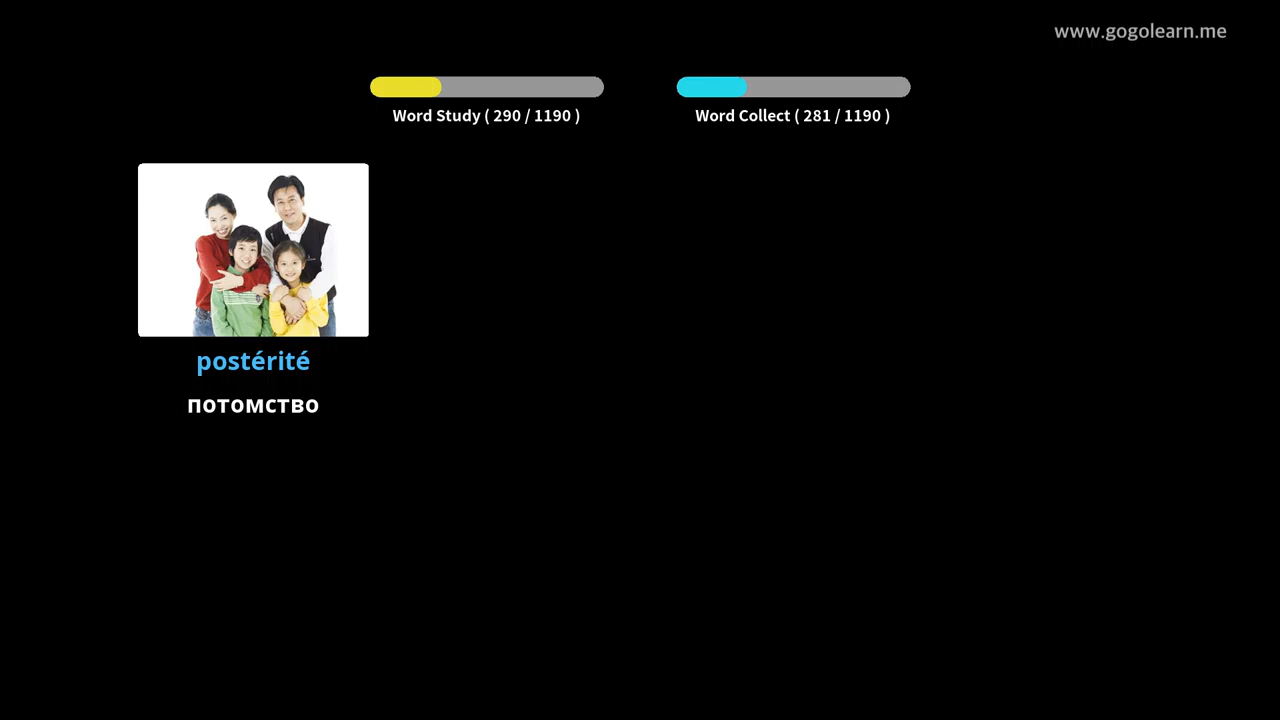 www.gogolearn.me
Word Study ( 290 / 1190 )
Word Collect ( 281 / 1190 )
postérité
потомство